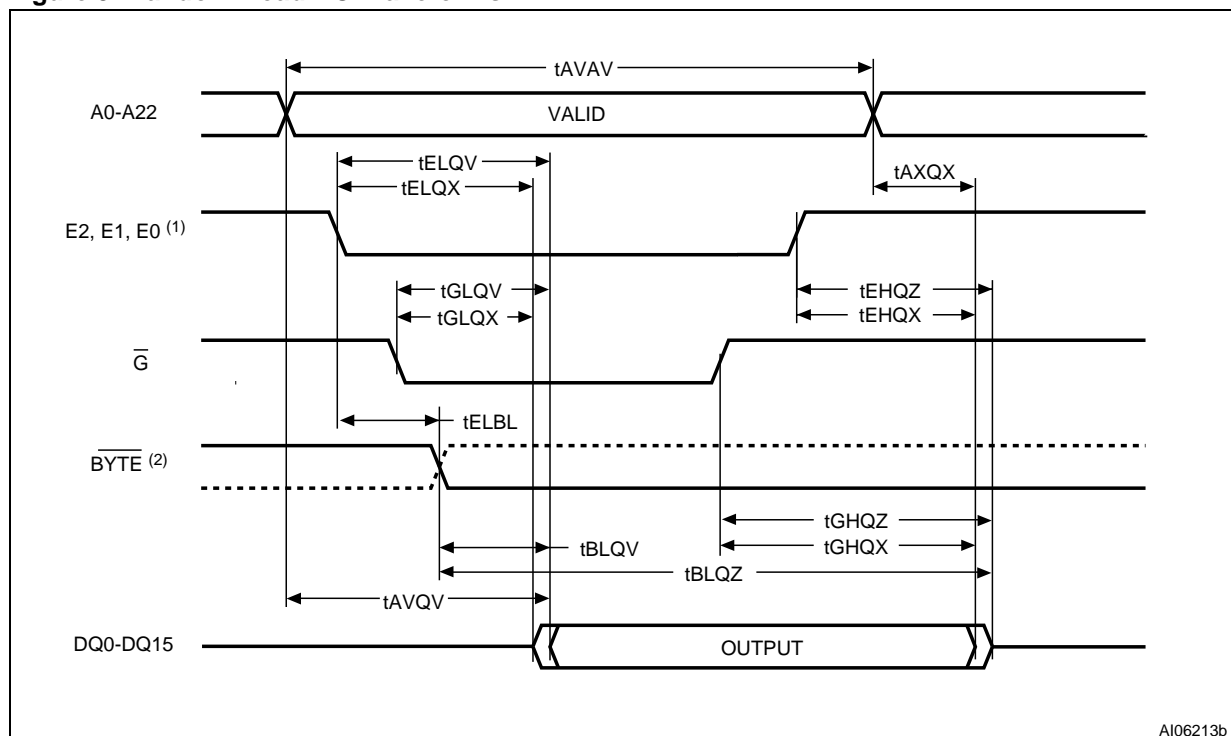 tAVAV
A0-A22
VALID
tELQV
tAXQX
tELQX
E2, E1, E0 (1)
tGLQV
tEHQZ
tGLQX
tEHQX
G
tELBL
BYTE (2)
tGHQZ
tBLQV
tGHQX
tBLQZ
tAVQV
DQ0-DQ15
OUTPUT
AI06213b